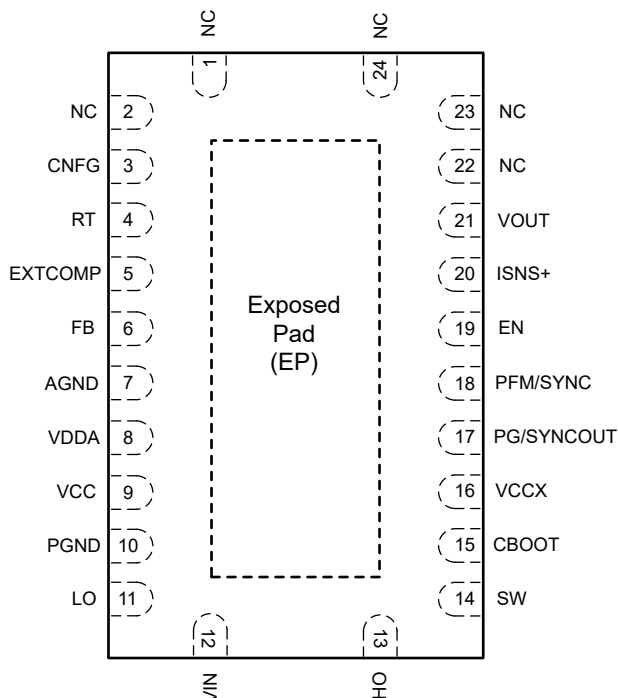 NC
NC
1
24
NC 2
23 NC
CNFG 3
22 NC
RT 4
21 VOUT
EXTCOMP 5
20 ISNS+
FB 6
19 EN
AGND 7
18 PFM/SYNC
VDDA 8
17 PG/SYNCOUT
VCC 9
16 VCCX
PGND 10
15 CBOOT
LO 11
14 SW
Exposed
Pad
(EP)
12
13
VIN
HO